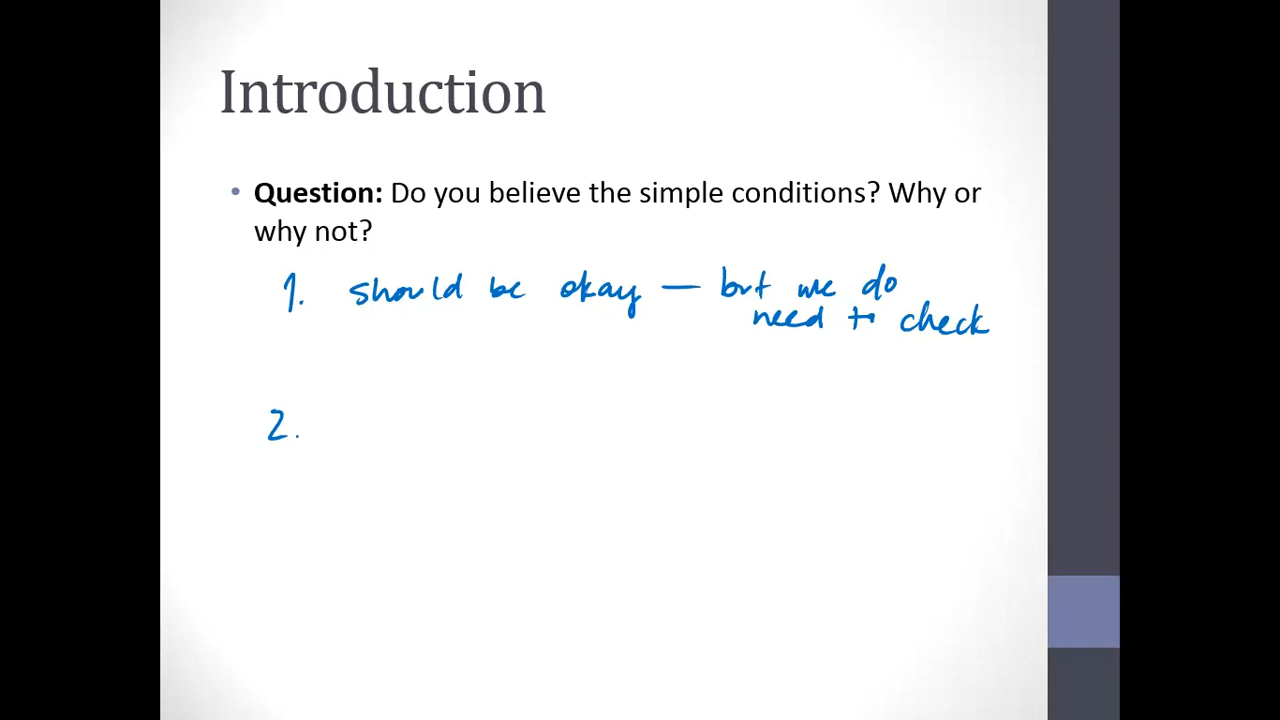 Introduction
• Question: Do you believe the simple conditions? Why or
why not?
1. should be okay — but we do
need to check
2.